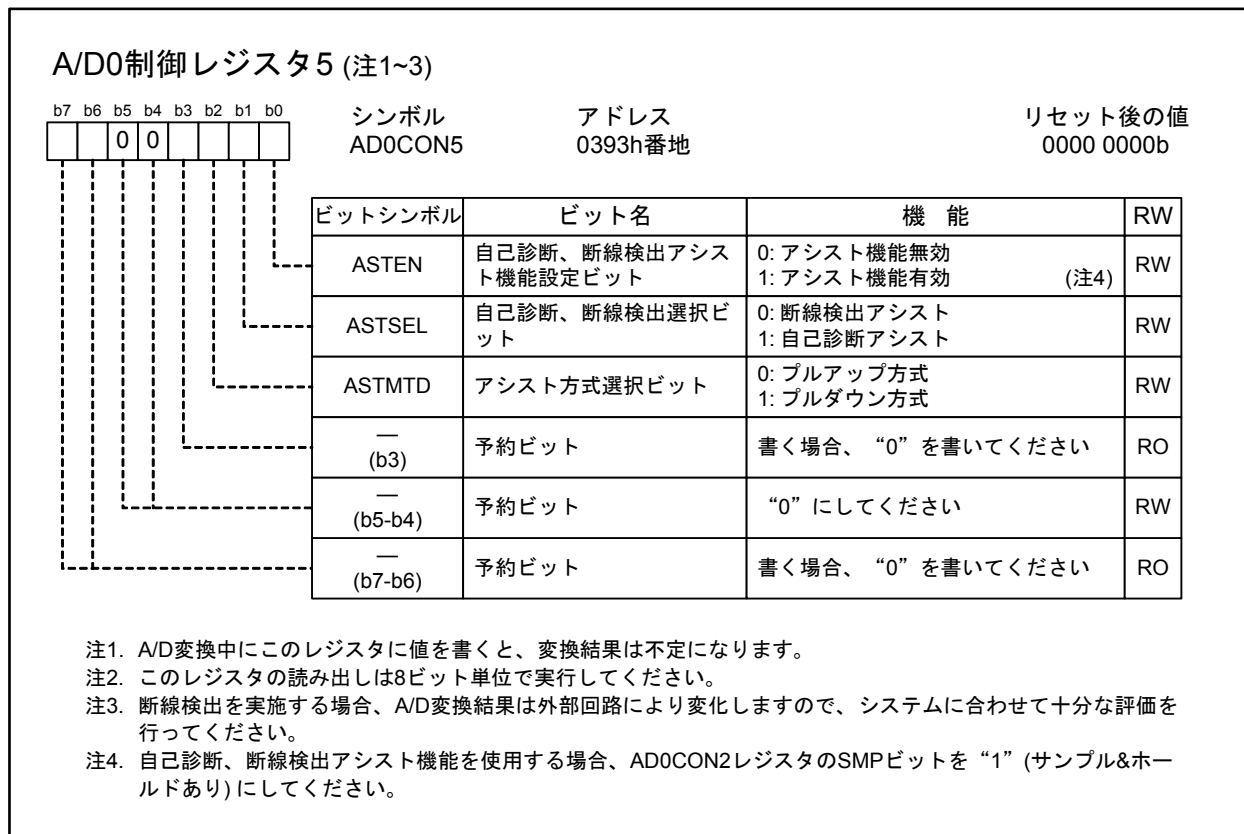 A/D0制御レジスタ5 (注1~3)
b7 b6 b5 b4 b3 b2 b1 b0
0 0
シンボル アドレス リセット後の値
AD0CON5 0393h番地 0000 0000b
ビットシンボル ビット名 機 能 RW
ASTEN 自己診断、断線検出アシス 0: アシスト機能無効 RW
ト機能設定ビット 1: アシスト機能有効 (注4)
ASTSEL 自己診断、断線検出選択ビ 0: 断線検出アシスト RW
ット 1: 自己診断アシスト
ASTMTD アシスト方式選択ビット 0: プルアップ方式 RW
1: プルダウン方式
— 予約ビット 書く場合、“0”を書いてください RO
(b3)
— 予約ビット “0”にしてください RW
(b5-b4)
— 予約ビット 書く場合、“0”を書いてください RO
(b7-b6)
注1. A/D変換中にこのレジスタに値を書くと、変換結果は不定になります。
注2. このレジスタの読み出しは8ビット単位で実行してください。
注3. 断線検出を実施する場合、A/D変換結果は外部回路により変化しますので、システムに合わせて十分な評価を
行ってください。
注4. 自己診断、断線検出アシスト機能を使用する場合、AD0CON2レジスタのSMPビットを“1”(サンプル&ホー
ルドあり) にしてください。